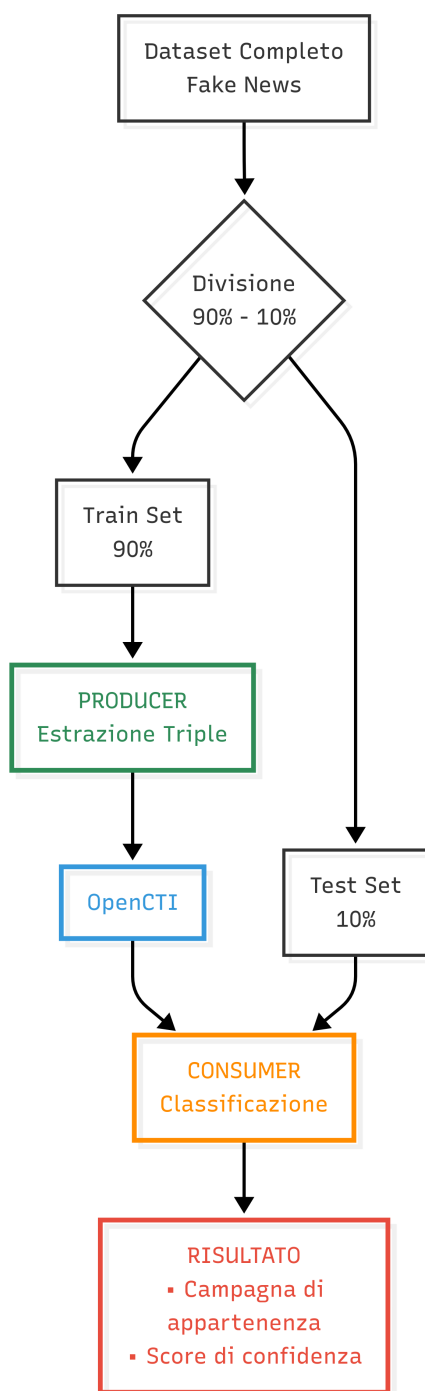 Dataset Completo
Fake News
Divisione
90% - 10%
Train Set
90%
PRODUCER
Estrazione Triple
OpenCTI
Test Set
10%
CONSUMER
Classificazione
RISULTATO
▪ Campagna di
appartenenza
▪ Score di confidenza